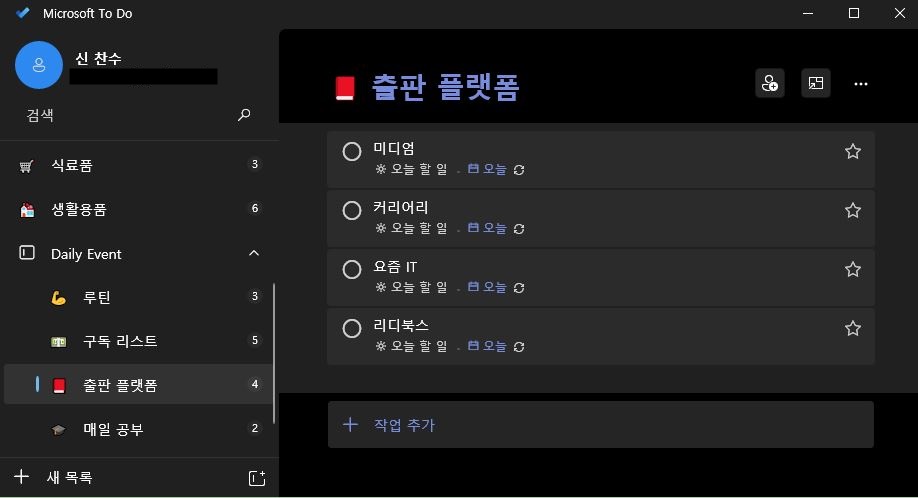 Microsoft To Do
신 찬수
검색
식료품 3
생활용품 6
Daily Event
루틴 3
구독 리스트 5
출판 플랫폼 4
매일 공부 2
새 목록
출판 플랫폼
미디엄
오늘 할 일 오늘
커리어리
오늘 할 일 오늘
요즘 IT
오늘 할 일 오늘
리디북스
오늘 할 일 오늘
작업 추가